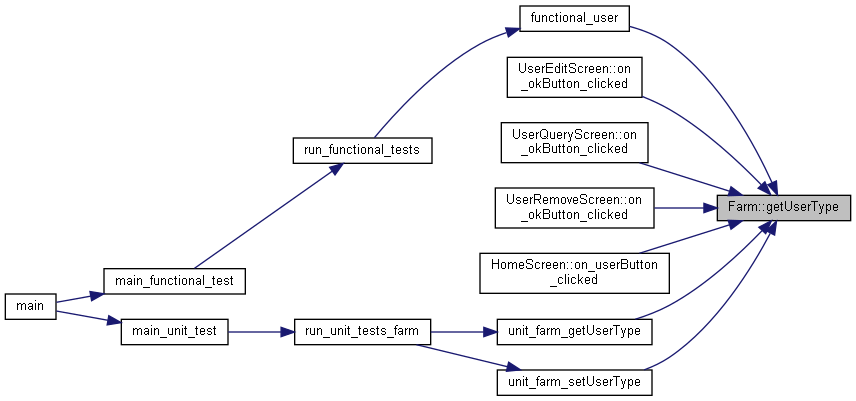 functional_user
UserEditScreen::on
_okButton_clicked
UserQueryScreen::on
_okButton_clicked
run_functional_tests
UserRemoveScreen::on
_okButton_clicked
Farm::getUserType
HomeScreen::on_userButton
_clicked
main_functional_test
main
main_unit_test
run_unit_tests_farm
unit_farm_getUserType
unit_farm_setUserType